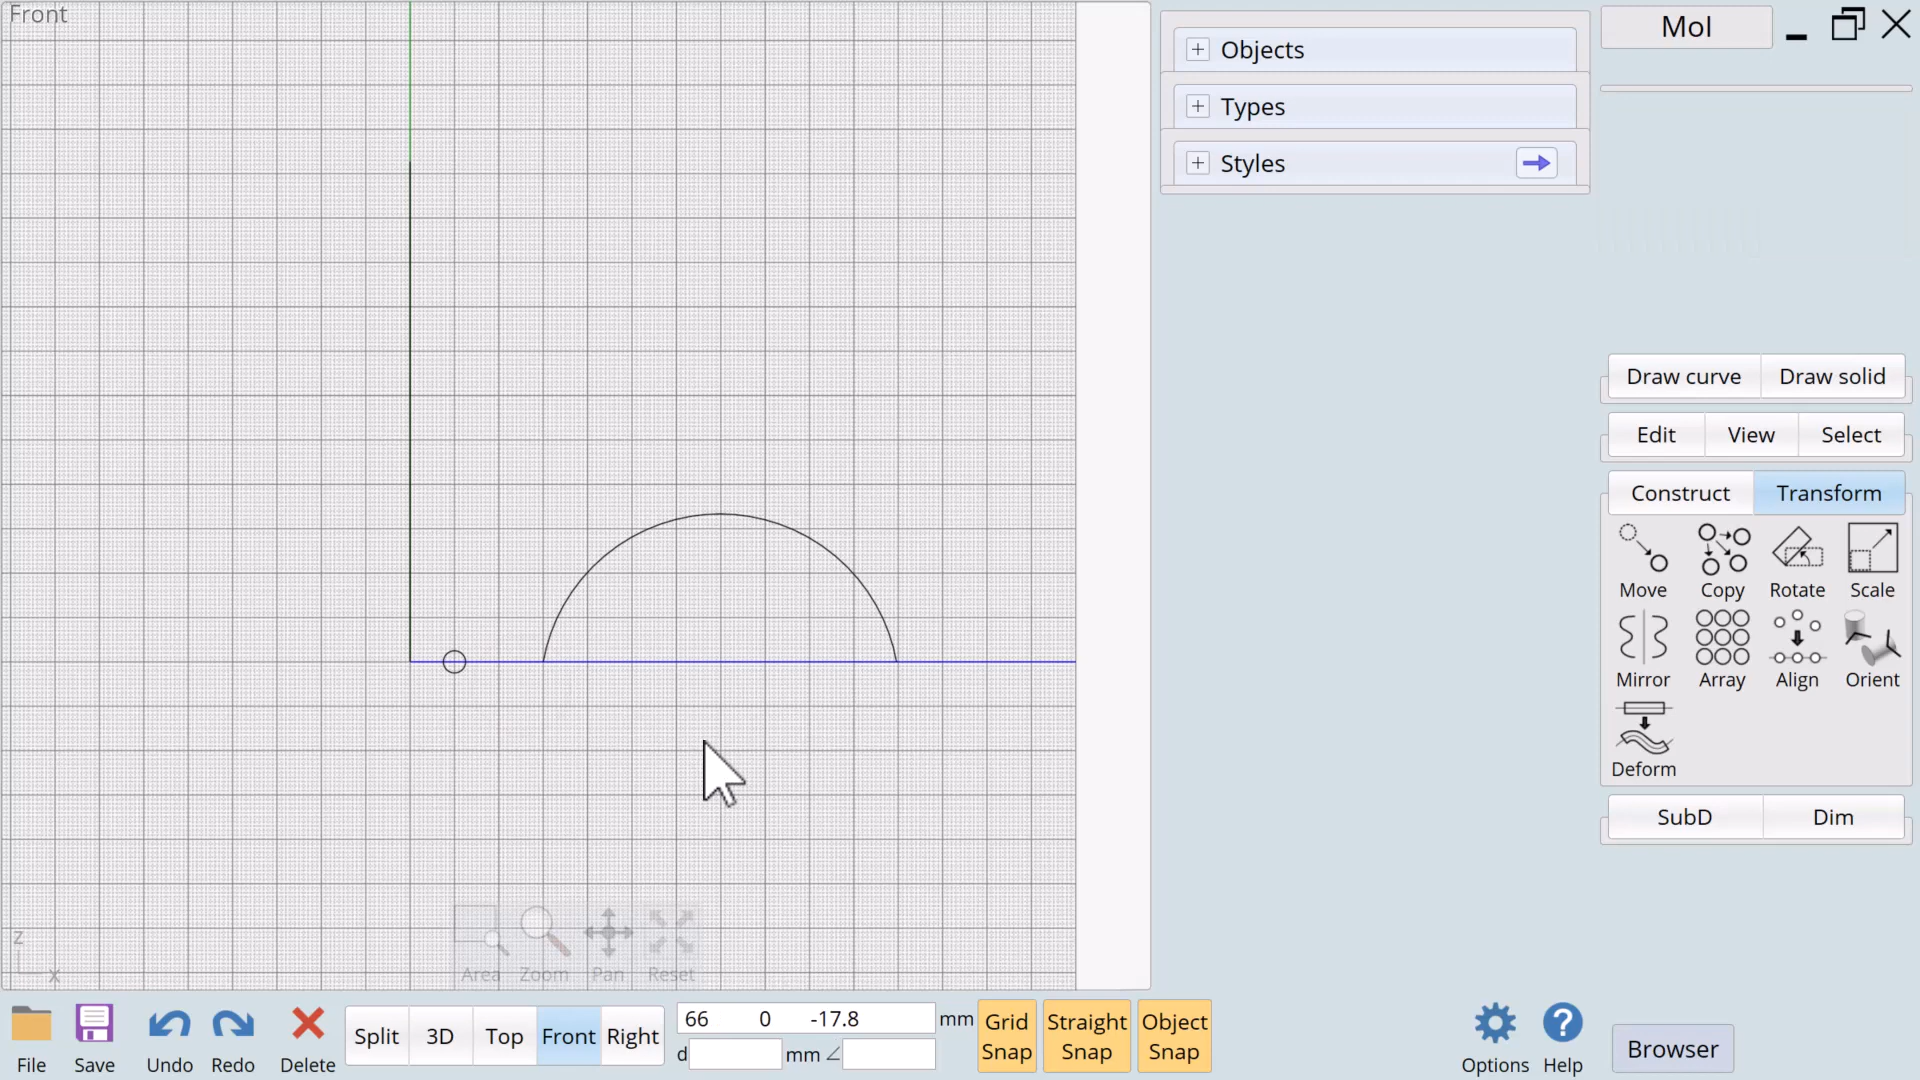 Front
Objects
Types
Styles
MoI
Draw curve Draw solid
Edit View Select
Construct Transform
Move Copy Rotate Scale
Mirror Array Align Orient
Deform
SubD Dim
z
x
Area Zoom Pan Reset
File Save Undo Redo Delete
Split 3D Top Front Right
66 0 -17.8 mm
d mm
Grid Snap
Straight Snap
Object Snap
Options Help
Browser